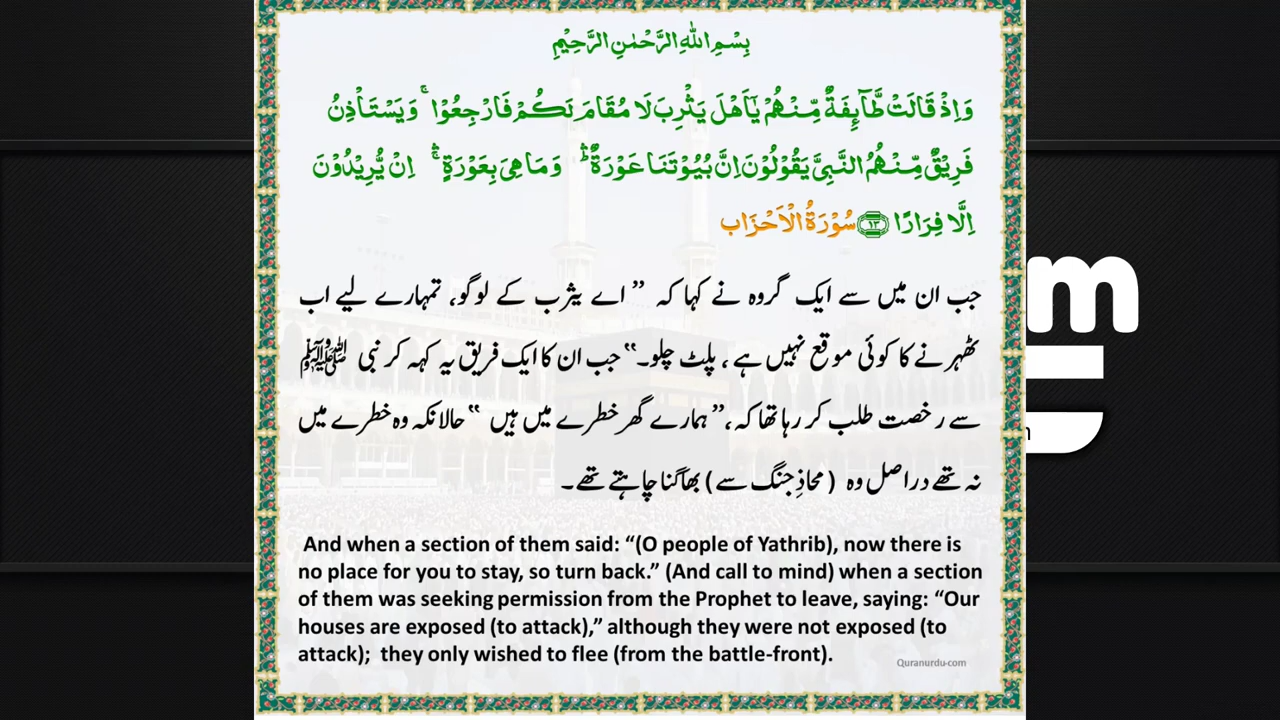 بِسْمِ اللهِ الرَّحْمٰنِ الرَّحِيْمِ
وَاِذْ قَالَتْ طَّآئِفَةٌ مِّنْهُمْ يٰۤاَهْلَ يَثْرِبَ لَا مُقَامَ لَكُمْ فَارْجِعُوْا ۚ وَيَسْتَاْذِنُ
فَرِيْقٌ مِّنْهُمُ النَّبِىَّ يَقُوْلُوْنَ اِنَّ بُيُوْتَنَا عَوْرَةٌ ۛؕ وَمَا هِىَ بِعَوْرَةٍ ۛۚ اِنْ يُّرِيْدُوْنَ
اِلَّا فِرَارًا ﴿۱۳﴾ سُوْرَةُ الْاَحْزَاب
جب ان میں سے ایک گروہ نے کہا کہ ”اے یثرب کے لوگو، تمہارے لیے اب
ٹھہرنے کا کوئی موقع نہیں ہے، پلٹ چلو۔“ جب ان کا ایک فریق یہ کہہ کر نبی ﷺ
سے رخصت طلب کر رہا تھا کہ، ”ہمارے گھر خطرے میں ہیں“ حالانکہ وہ خطرے میں
نہ تھے دراصل وہ (محاذِ جنگ سے) بھاگنا چاہتے تھے۔
And when a section of them said: “(O people of Yathrib), now there is
no place for you to stay, so turn back.” (And call to mind) when a section
of them was seeking permission from the Prophet to leave, saying: “Our
houses are exposed (to attack),” although they were not exposed (to
attack); they only wished to flee (from the battle-front).
Quranurdu.com
m